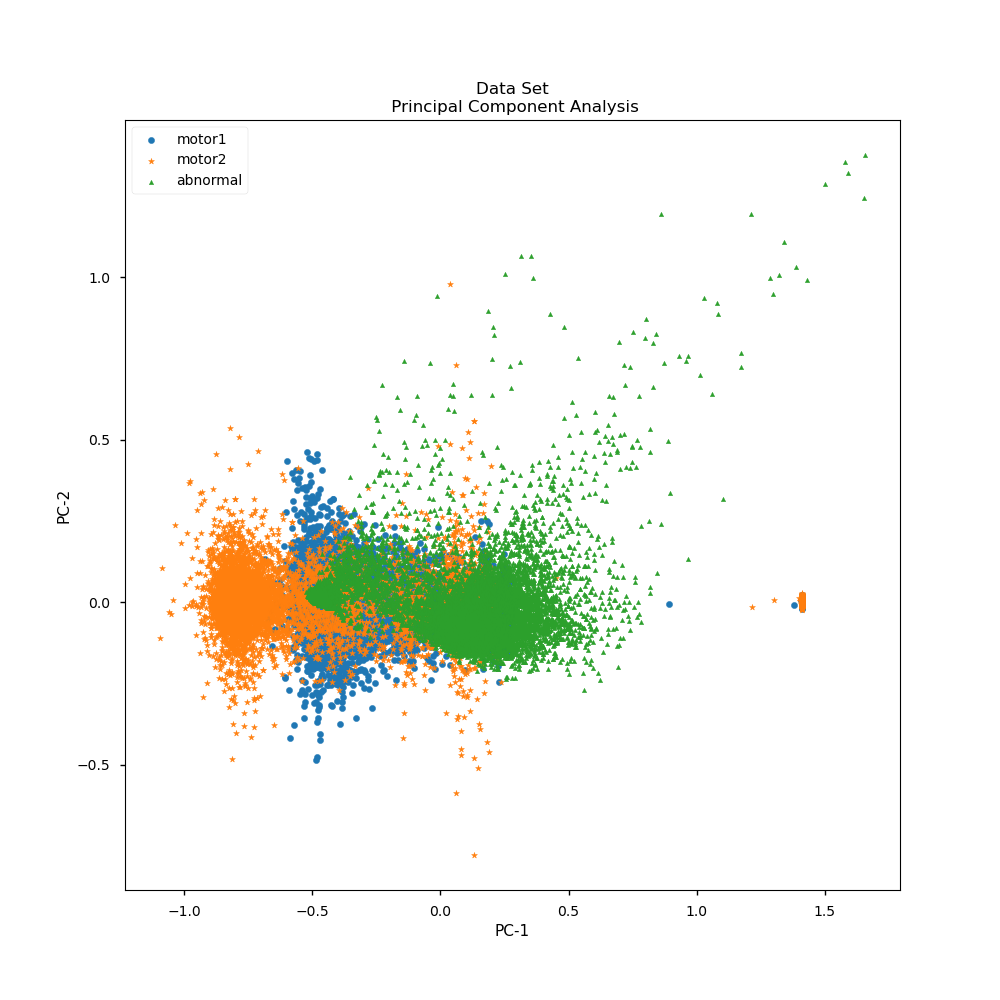 Data Set
Principal Component Analysis
motor1
motor2
abnormal
1.0
0.5
0.0
−0.5
PC-2
−1.0 −0.5 0.0 0.5 1.0 1.5
PC-1